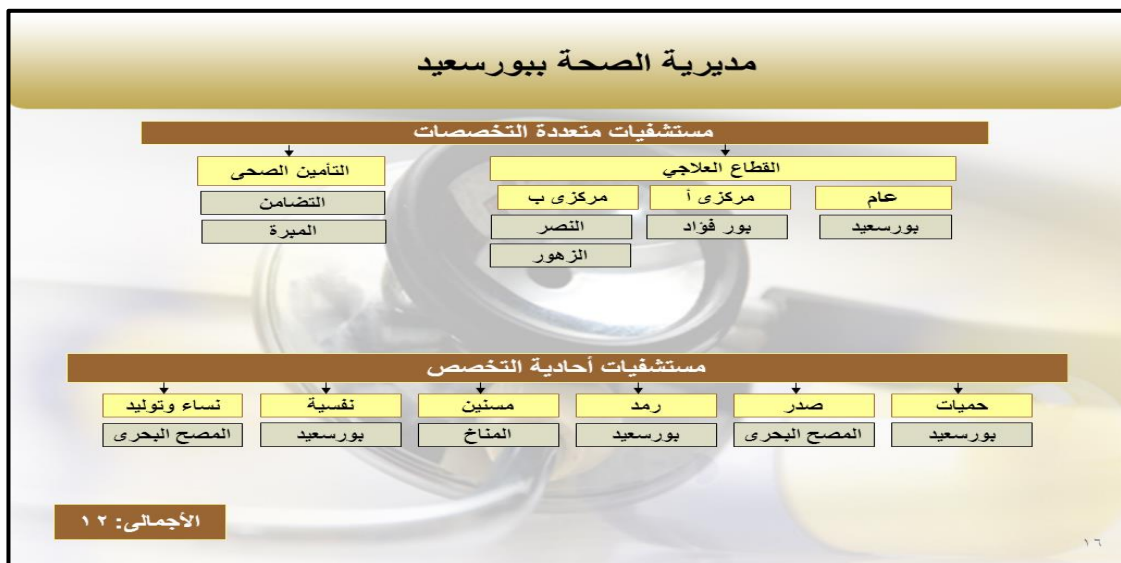 مديرية الصحة ببورسعيد
مستشفيات متعددة التخصصات
القطاع العلاجي
التأمين الصحى
عام
مركزى أ
مركزى ب
بورسعيد
بور فؤاد
النصر
الزهور
التضامن
المبرة
مستشفيات أحادية التخصص
حميات
صدر
رمد
مسنين
نفسية
نساء وتوليد
بورسعيد
المصح البحرى
بورسعيد
المناخ
بورسعيد
المصح البحرى
الأجمالى: ١٢
١٦